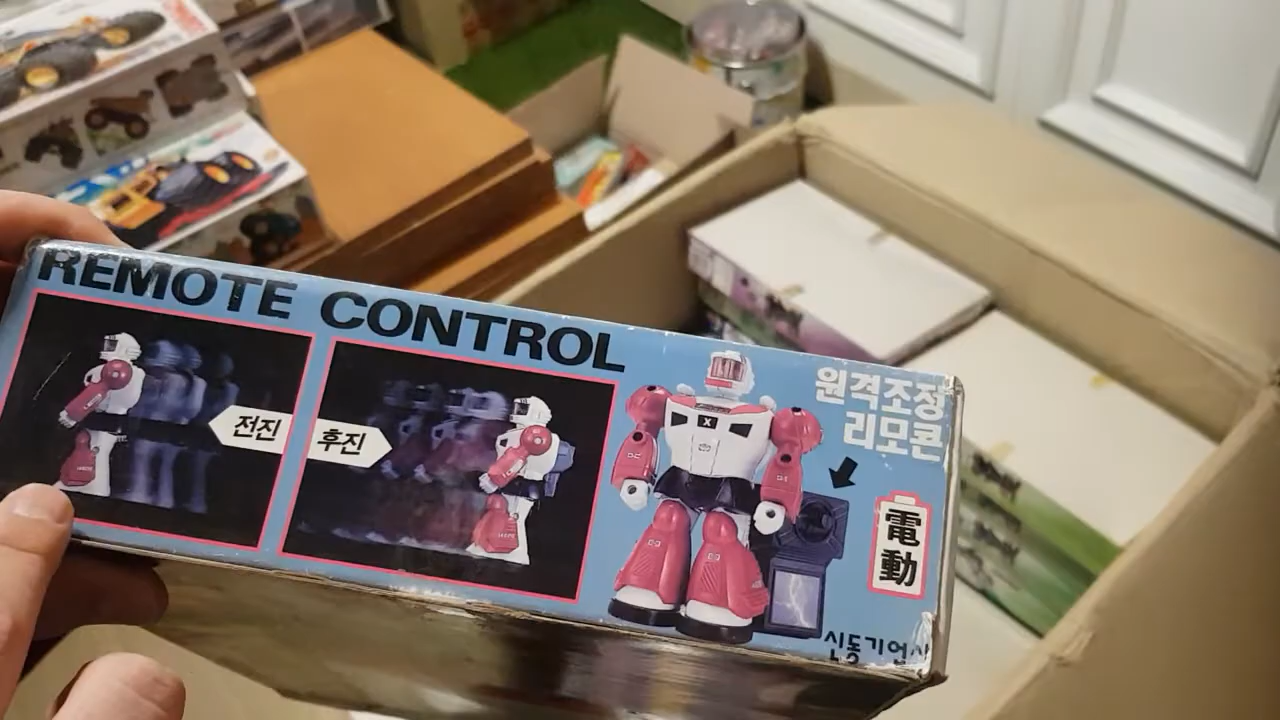 REMOTE CONTROL
전진
후진
X
원격조정
리모콘
電
動
신동기업사